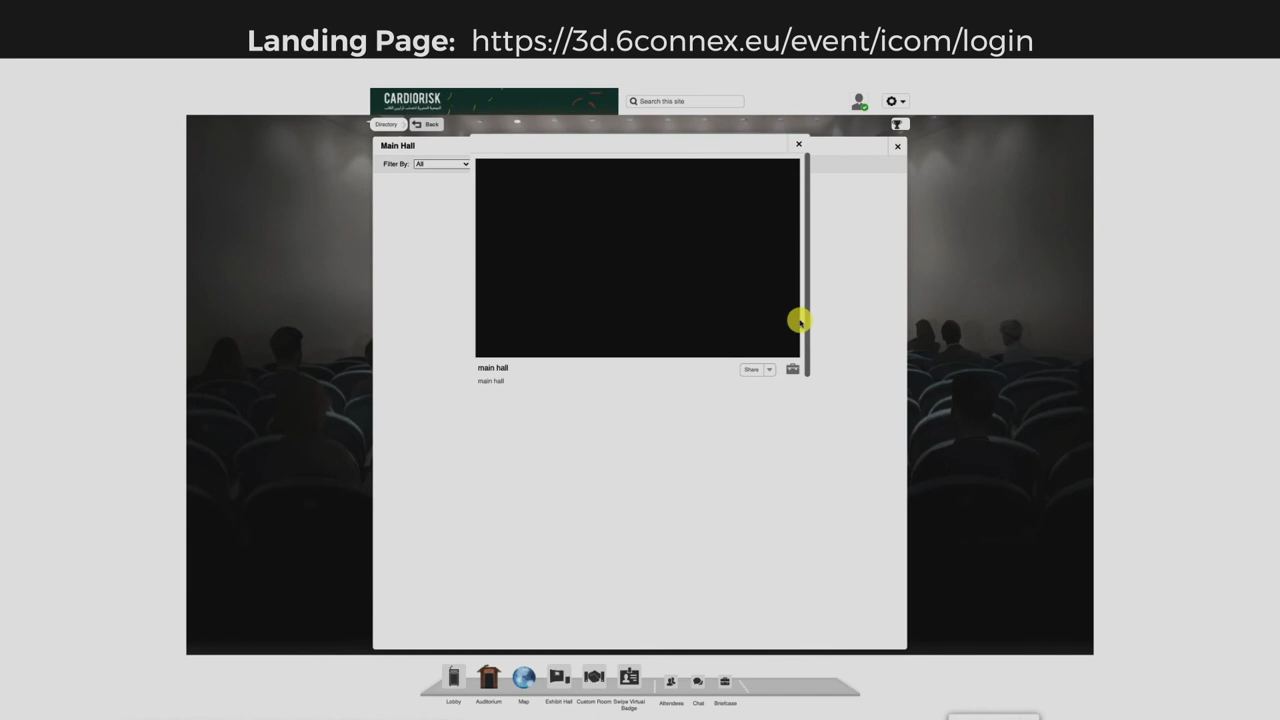 Landing Page: https://3d.6connex.eu/event/icom/login
CARDIORISK
Search this site
Directory
Back
Main Hall
Filter By: All
main hall
Share
main hall
Lobby
Auditorium
Map
Exhibit Hall
Custom Room
Swipe Virtual
Badge
Attendees
Chat
Briefcase